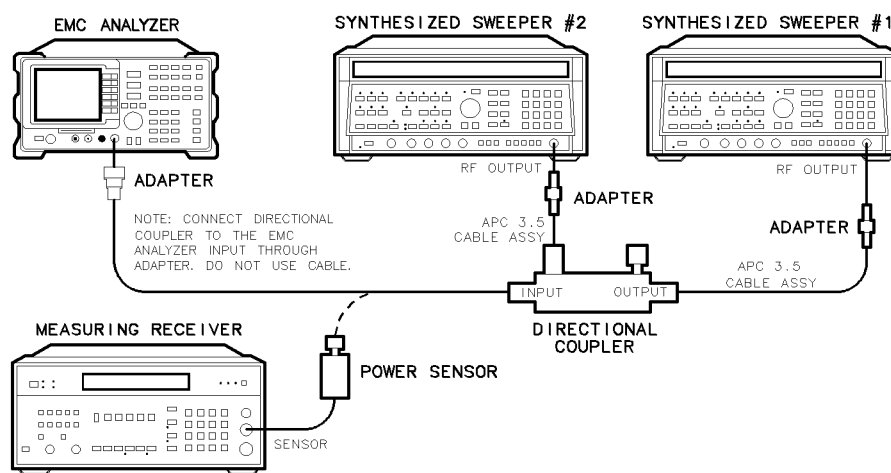 EMC ANALYZER
SYNTHESIZED SWEEPER #2
SYNTHESIZED SWEEPER #1
RF OUTPUT
RF OUTPUT
ADAPTER
ADAPTER
ADAPTER
NOTE: CONNECT DIRECTIONAL
COUPLER TO THE EMC
ANALYZER INPUT THROUGH
ADAPTER. DO NOT USE CABLE.
APC 3.5
CABLE ASSY
APC 3.5
CABLE ASSY
INPUT
OUTPUT
DIRECTIONAL
COUPLER
MEASURING RECEIVER
POWER SENSOR
SENSOR